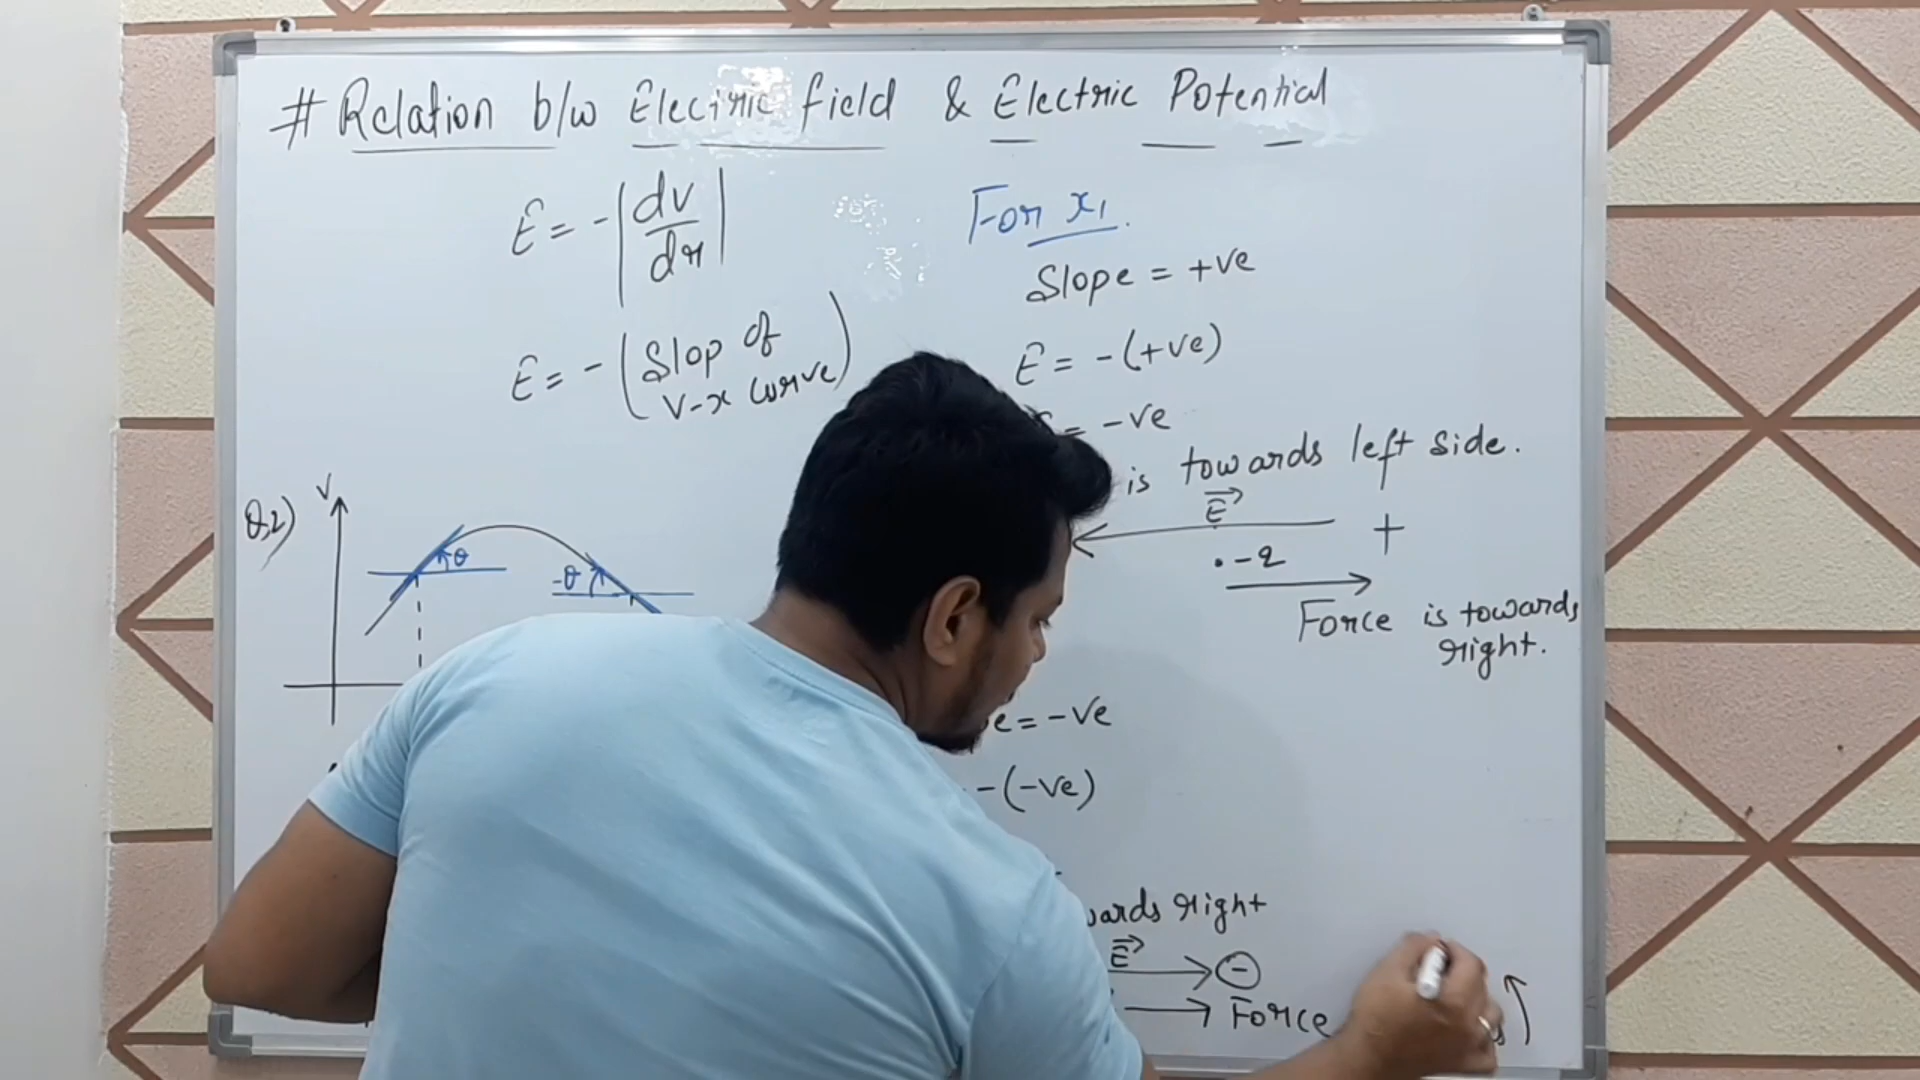 # Relation b/w Electric field & Electric Potential
E = - |dv/dr|
E = - (Slop of V-x curve)
For x₁.
Slope = +ve
E = - (+ve)
= -ve
is towards left side.
E
+
. -q
Force is towards right.
Q.2)
V
θ
-θ
e = -ve
-(-ve)
wards right
E
-
Force